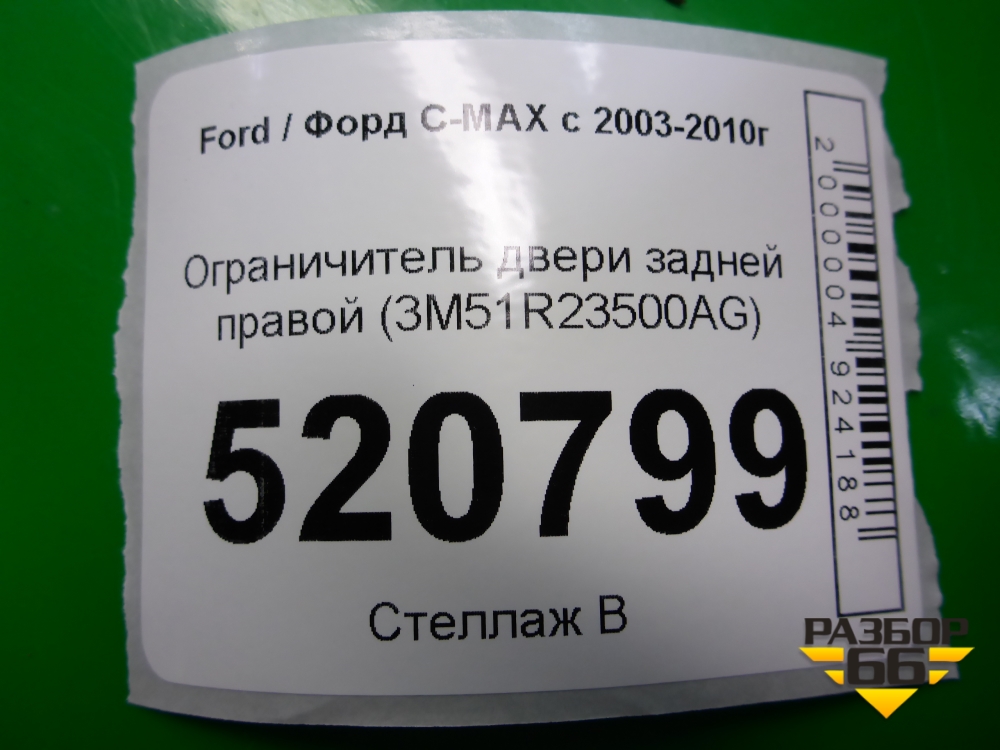 Ford / Форд C-MAX с 2003-2010г
Ограничитель двери задней
правой (3M51R23500AG)
520799
Стеллаж В
2000004924188
РАЗБОР
66